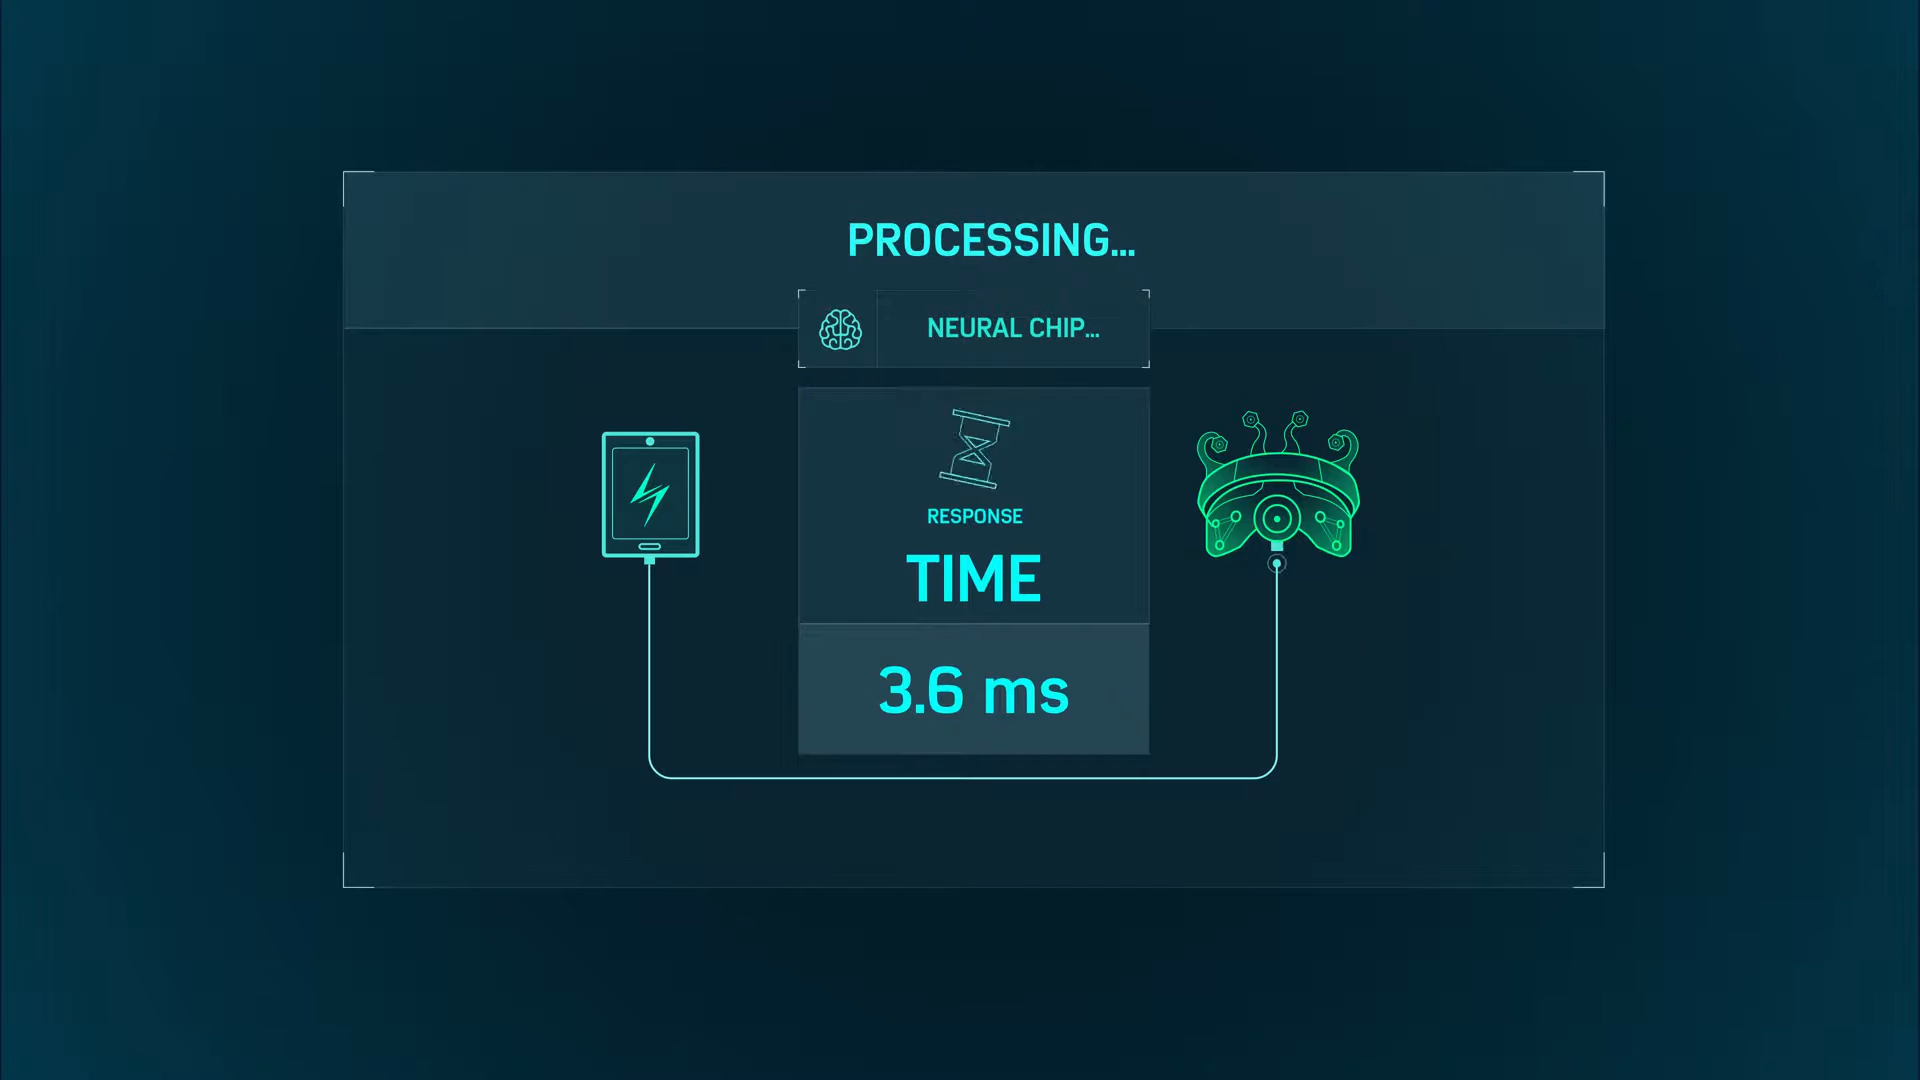 PROCESSING...
NEURAL CHIP...
RESPONSE
TIME
3.6 ms